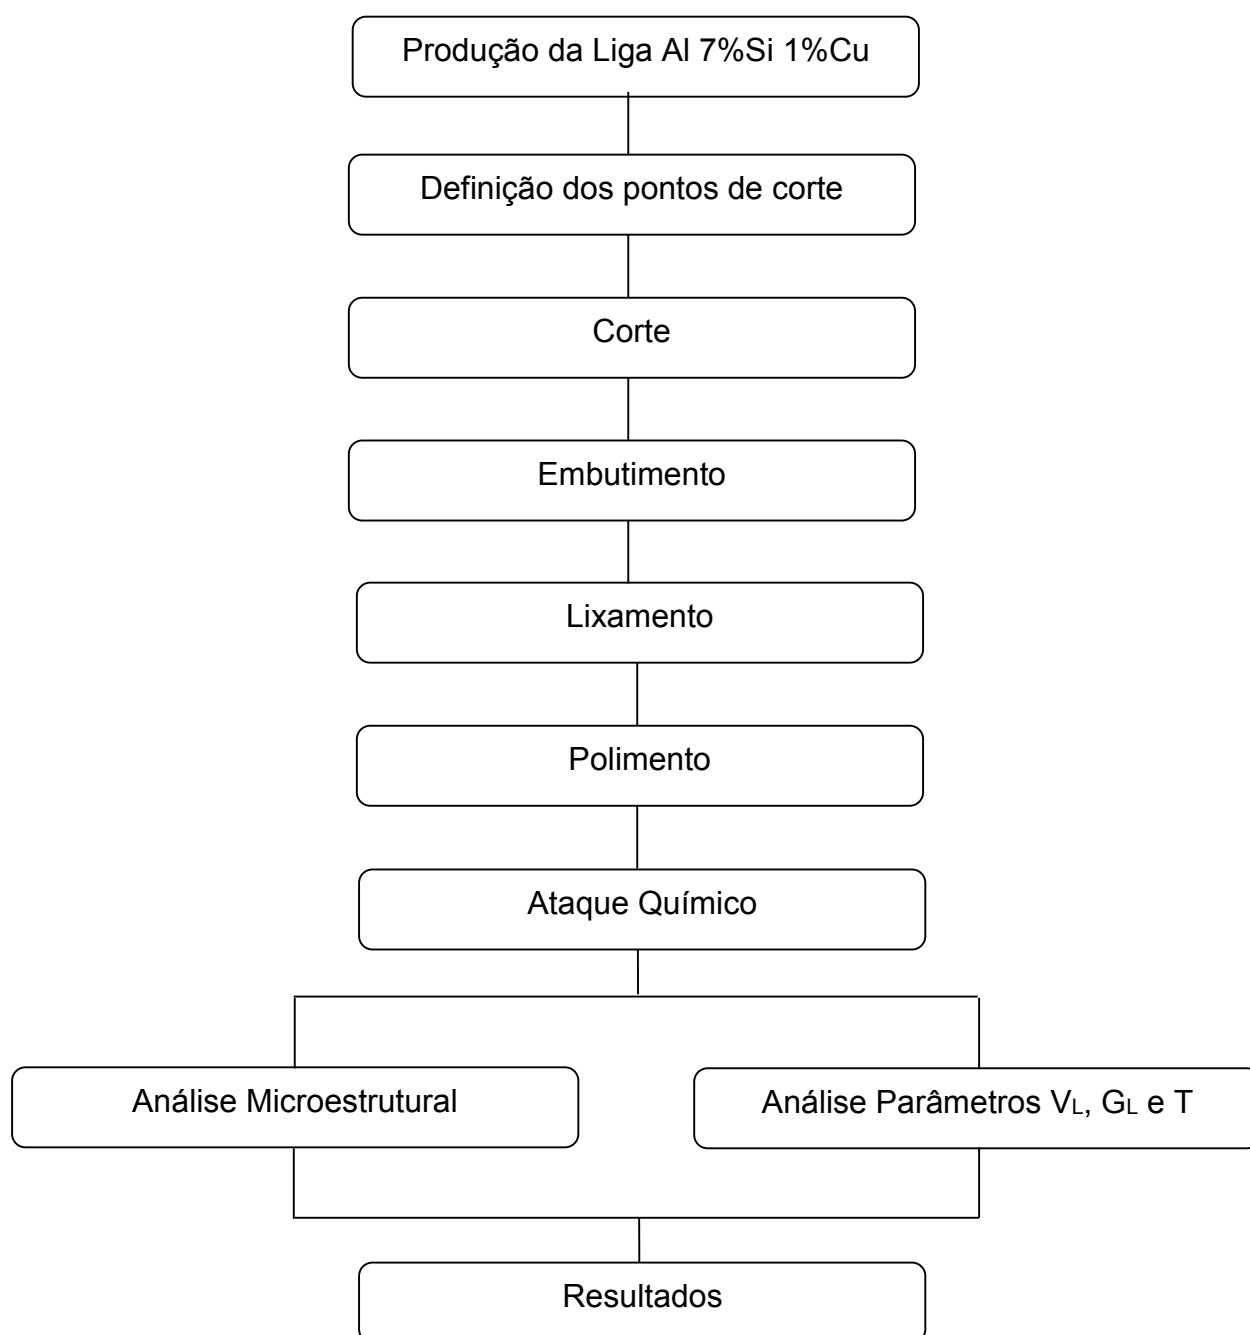 Produção da Liga Al 7%Si 1%Cu
Definição dos pontos de corte
Corte
Embutimento
Lixamento
Polimento
Ataque Químico
Análise Microestrutural
Análise Parâmetros VL, GL e T
Resultados